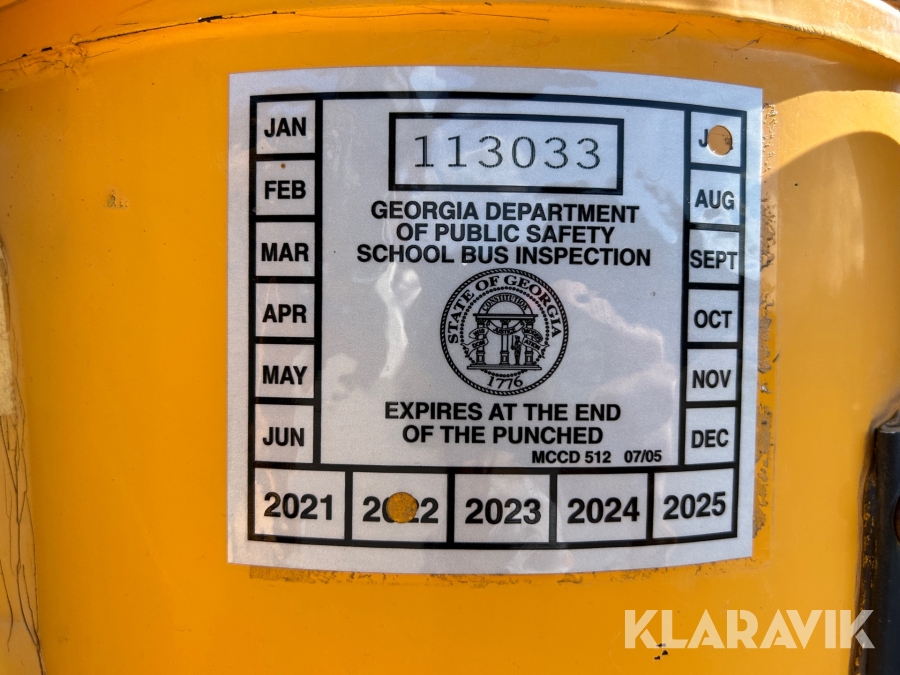 113033
GEORGIA DEPARTMENT
OF PUBLIC SAFETY
SCHOOL BUS INSPECTION
STATE OF GEORGIA
CONSTITUTION
1776
EXPIRES AT THE END
OF THE PUNCHED
MCCD 512 07/05
JAN
FEB
MAR
APR
MAY
JUN
AUG
SEPT
OCT
NOV
DEC
2021
2022
2023
2024
2025
KLARAVIK